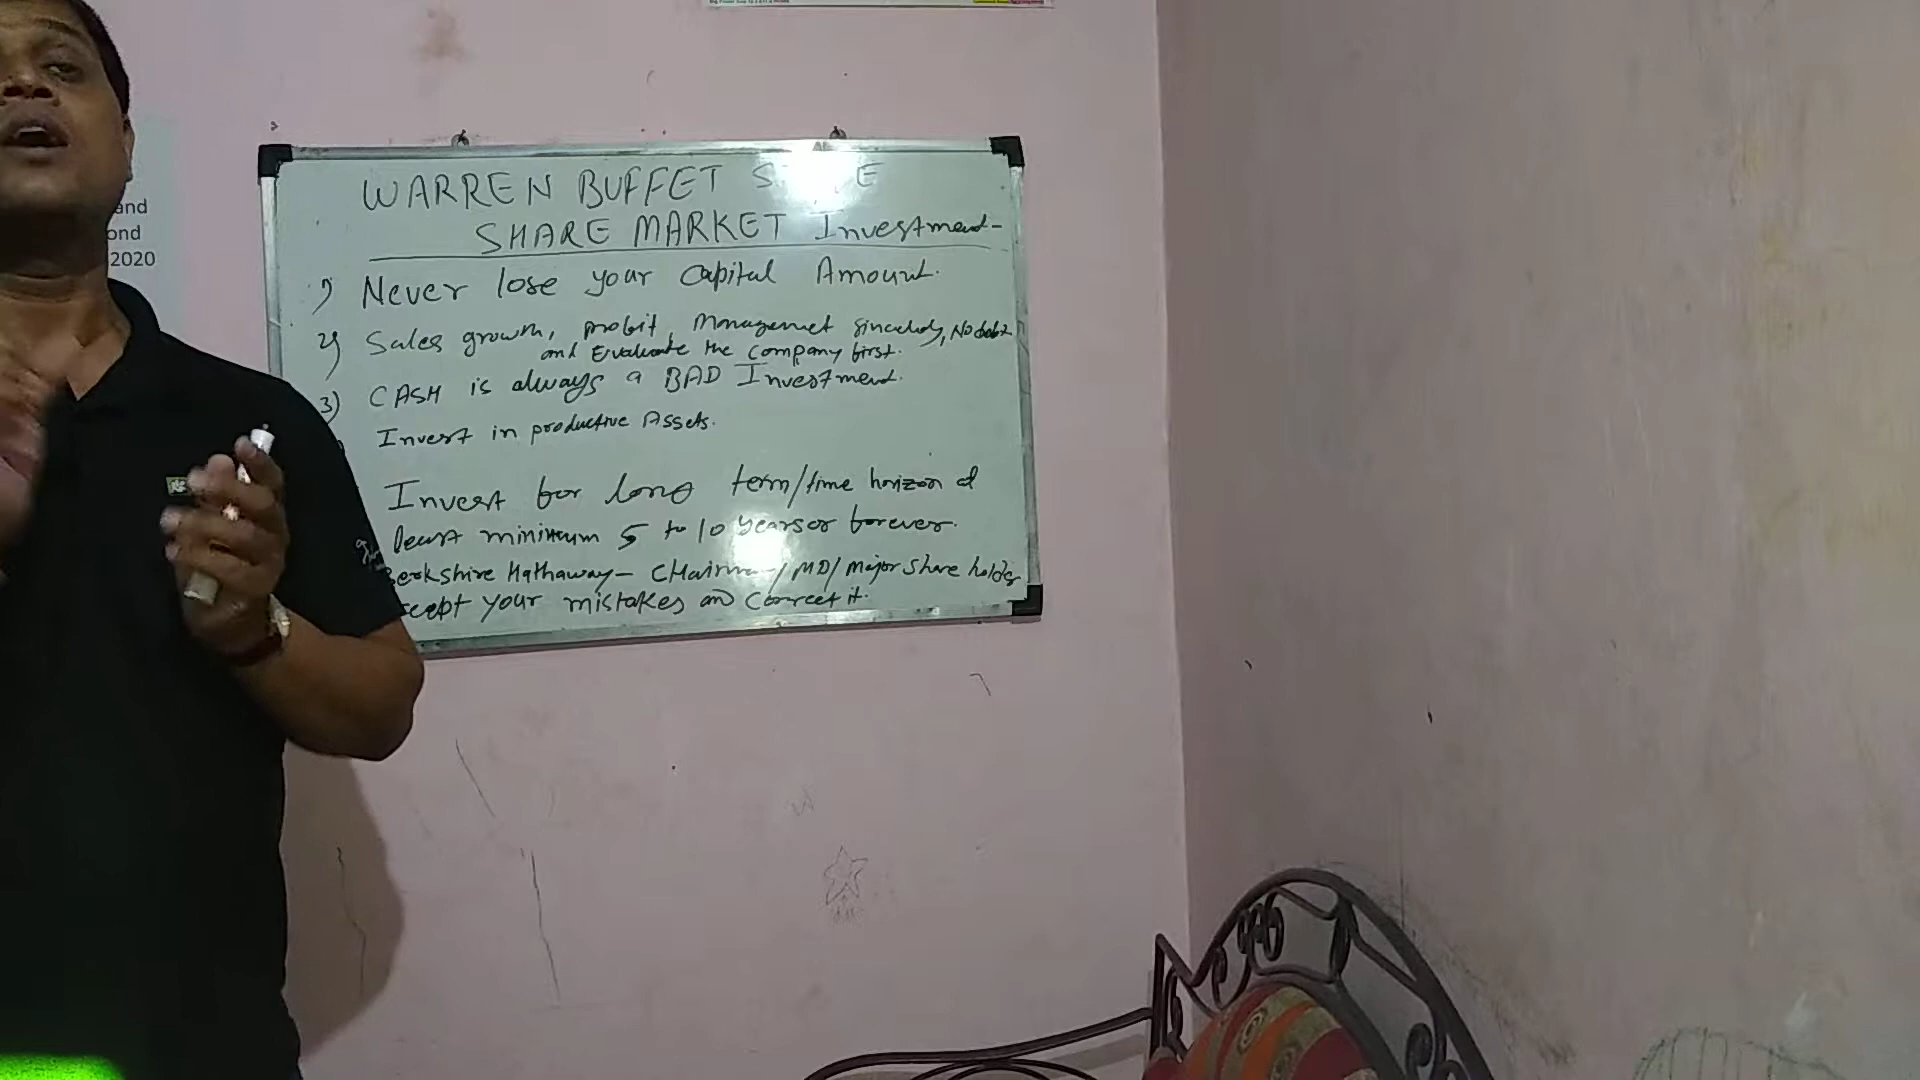 and
ond
2020
WARREN BUFFET
SHARE MARKET Investment-
1) Never lose your capital Amount.
2) Sales growth, profit, Management sincerely, No debt
and Evaluate the company first.
3) CASH is always a BAD Investment.
Invest in productive Assets.
Invest for long term/time horizon at
least minimum 5 to 10 years or forever.
Berkshire Hathaway- CHairman/MD/Major share holder
ccept your mistakes and correct it.